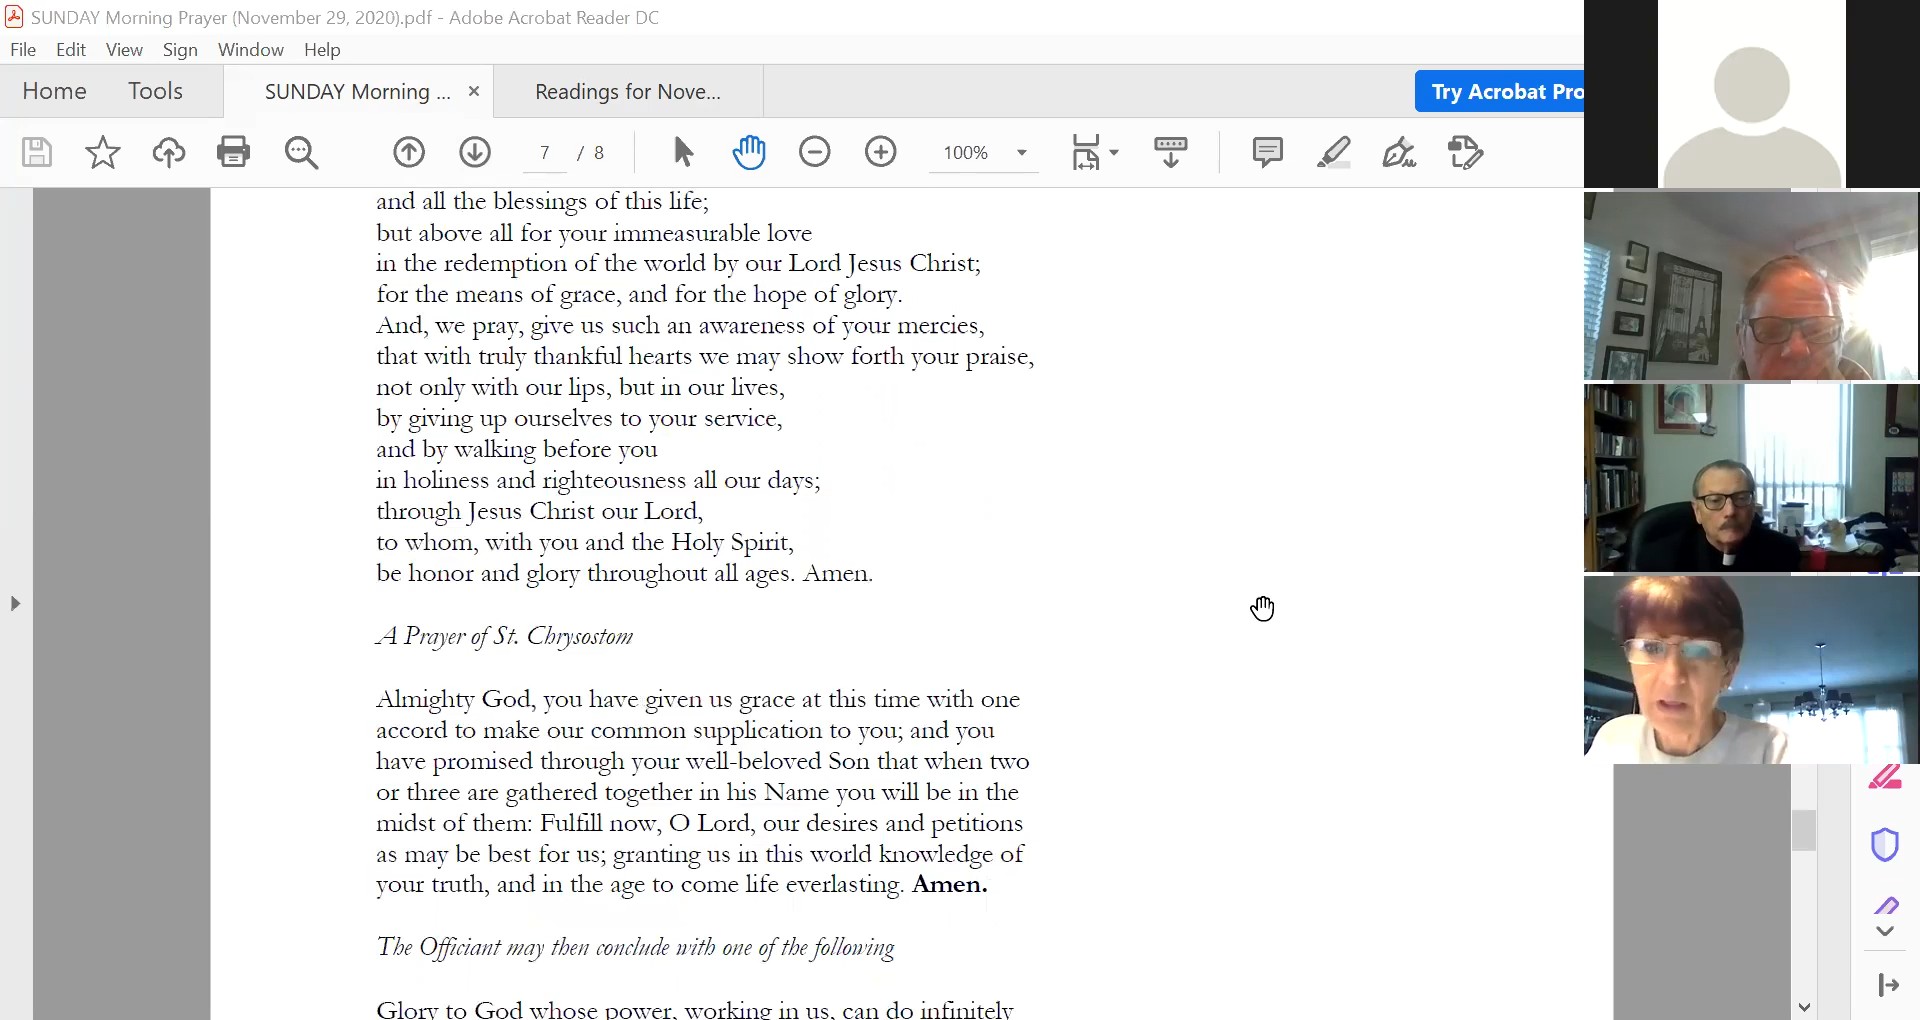 SUNDAY Morning Prayer (November 29, 2020).pdf - Adobe Acrobat Reader DC
File Edit View Sign Window Help
Home Tools SUNDAY Morning ... × Readings for Nove... Try Acrobat Pro
7 / 8 100%
and all the blessings of this life;
but above all for your immeasurable love
in the redemption of the world by our Lord Jesus Christ;
for the means of grace, and for the hope of glory.
And, we pray, give us such an awareness of your mercies,
that with truly thankful hearts we may show forth your praise,
not only with our lips, but in our lives,
by giving up ourselves to your service,
and by walking before you
in holiness and righteousness all our days;
through Jesus Christ our Lord,
to whom, with you and the Holy Spirit,
be honor and glory throughout all ages. Amen.
A Prayer of St. Chrysostom
Almighty God, you have given us grace at this time with one
accord to make our common supplication to you; and you
have promised through your well-beloved Son that when two
or three are gathered together in his Name you will be in the
midst of them: Fulfill now, O Lord, our desires and petitions
as may be best for us; granting us in this world knowledge of
your truth, and in the age to come life everlasting. Amen.
The Officiant may then conclude with one of the following
Glory to God whose power, working in us, can do infinitely